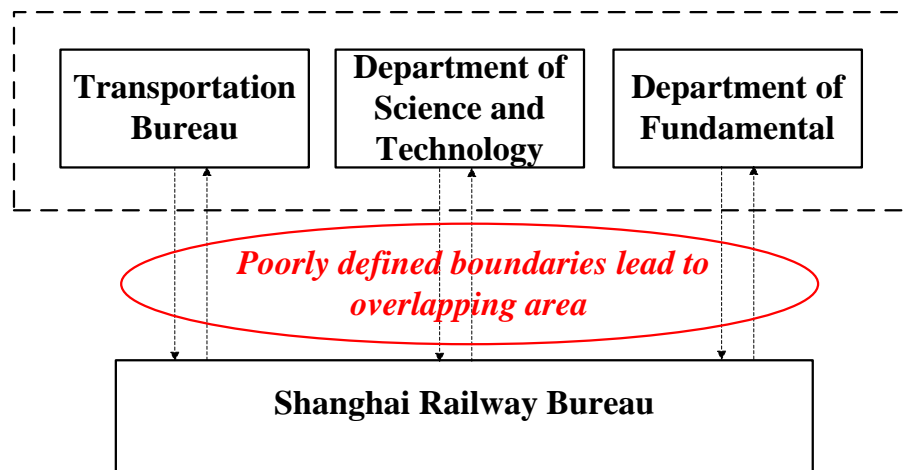 Transportation
Bureau
Department of
Science and
Technology
Department of
Fundamental
Poorly defined boundaries lead to
overlapping area
Shanghai Railway Bureau